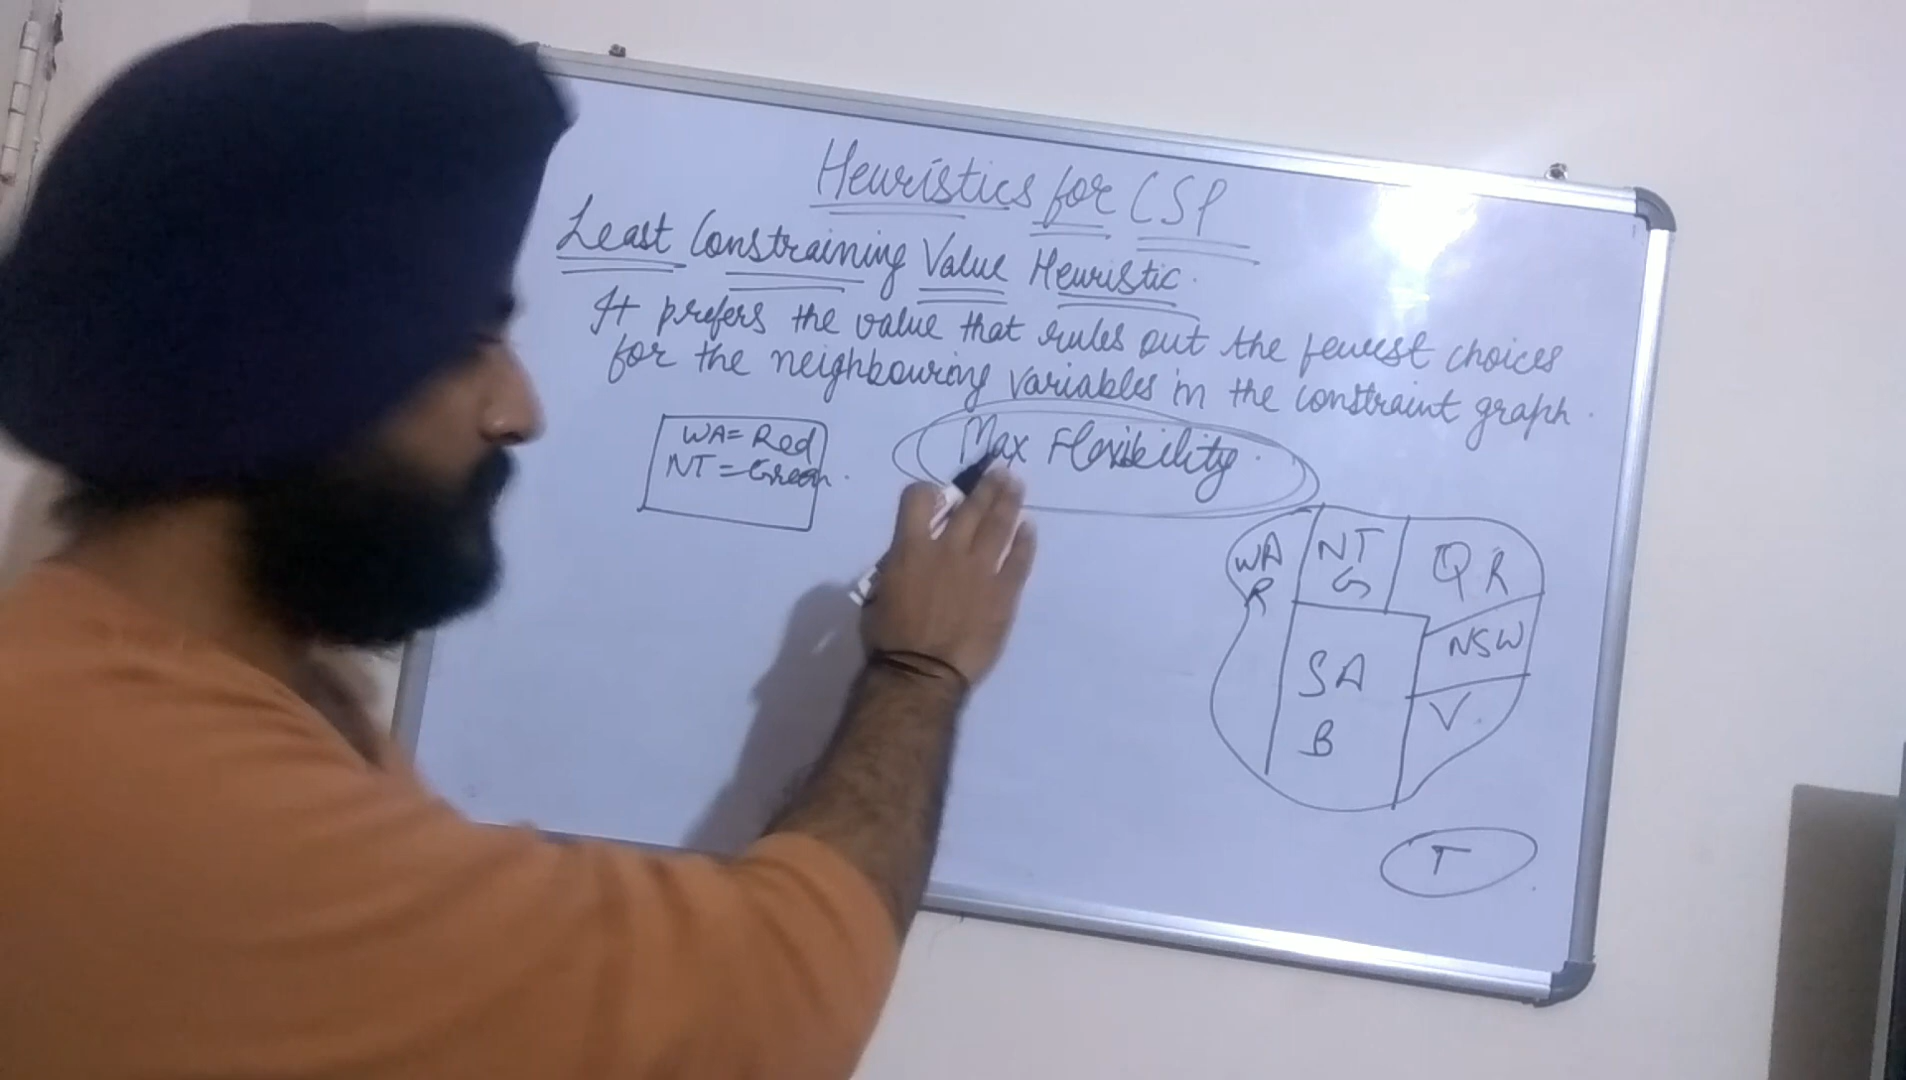 Heuristics for CSP
Least Constraining Value Heuristic.
It prefers the value that rules out the fewest choices
for the neighbouring variables in the constraint graph.
WA = Red
NT = Green.
Max Flexibility
WA
R
NT
G
Q R
NSW
SA
B
V.
T